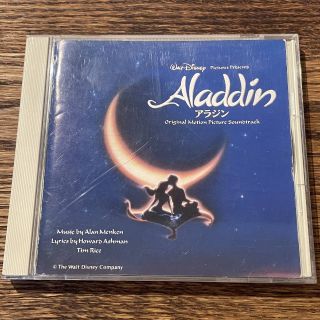 Walt Disney Pictures Presents
Aladdin
アラジン
Original Motion Picture Soundtrack
Music by Alan Menken
Lyrics by Howard Ashman
Tim Rice
© The Walt Disney Company